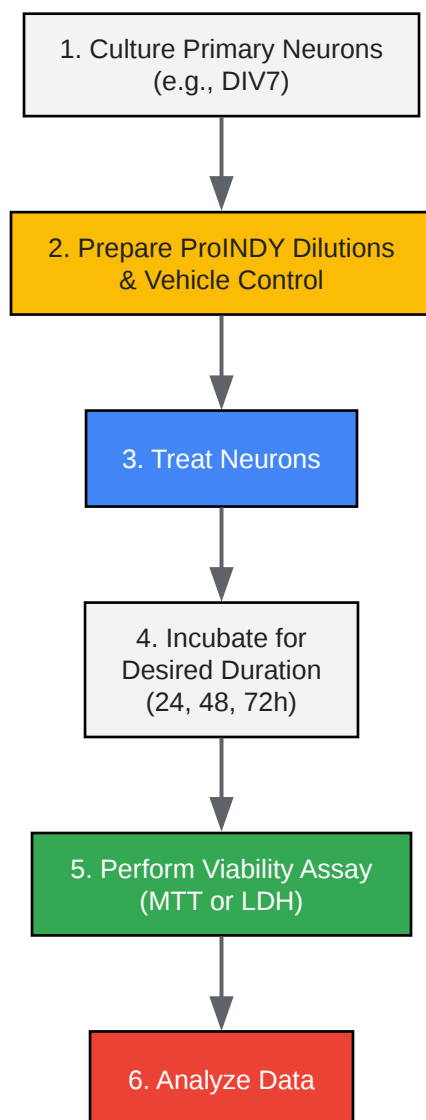 1. Culture Primary Neurons
(e.g., DIV7)
2. Prepare ProINDY Dilutions
& Vehicle Control
3. Treat Neurons
4. Incubate for
Desired Duration
(24, 48, 72h)
5. Perform Viability Assay
(MTT or LDH)
6. Analyze Data